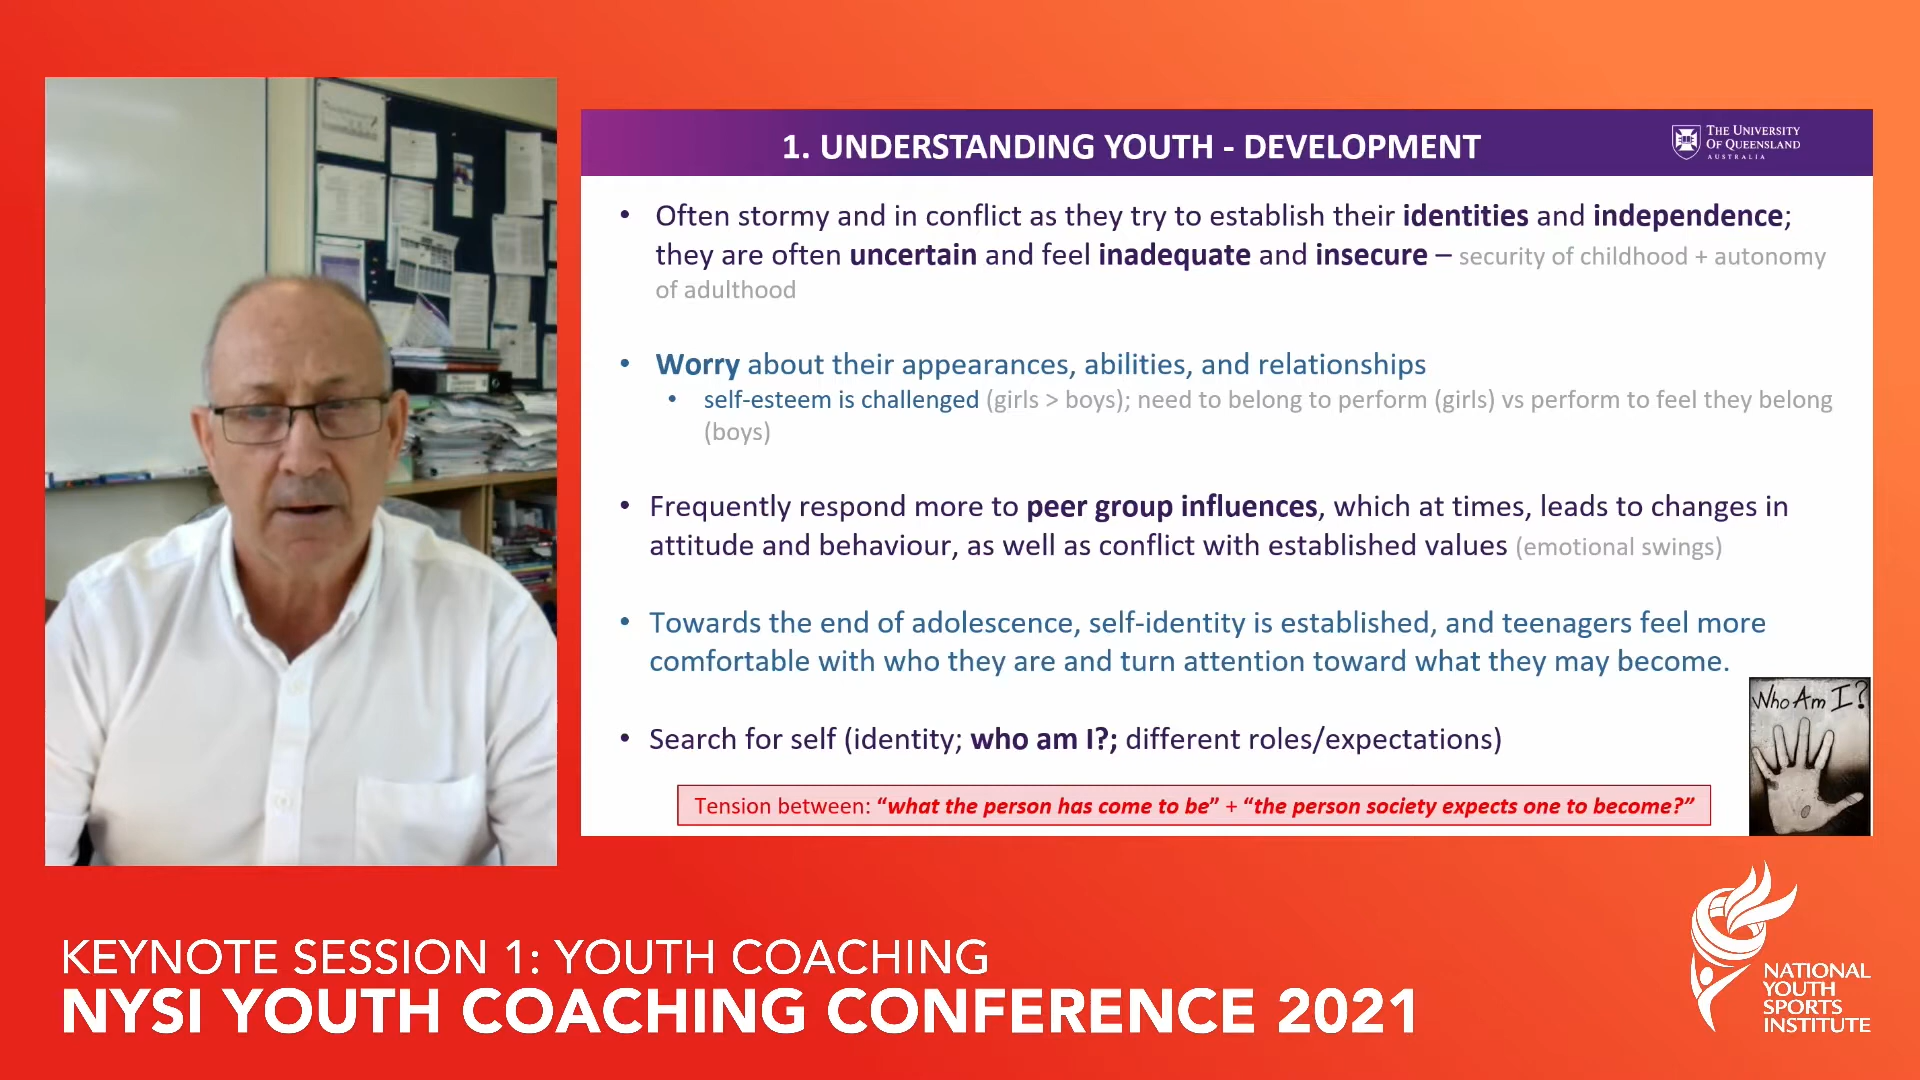 1. UNDERSTANDING YOUTH - DEVELOPMENT
THE UNIVERSITY
OF QUEENSLAND
AUSTRALIA
• Often stormy and in conflict as they try to establish their identities and independence;
they are often uncertain and feel inadequate and insecure – security of childhood + autonomy
of adulthood
• Worry about their appearances, abilities, and relationships
• self-esteem is challenged (girls > boys); need to belong to perform (girls) vs perform to feel they belong
(boys)
• Frequently respond more to peer group influences, which at times, leads to changes in
attitude and behaviour, as well as conflict with established values (emotional swings)
• Towards the end of adolescence, self-identity is established, and teenagers feel more
comfortable with who they are and turn attention toward what they may become.
Who Am I?
• Search for self (identity; who am I?; different roles/expectations)
Tension between: “what the person has come to be” + “the person society expects one to become?”
KEYNOTE SESSION 1: YOUTH COACHING
NYSI YOUTH COACHING CONFERENCE 2021
NATIONAL
YOUTH
SPORTS
INSTITUTE